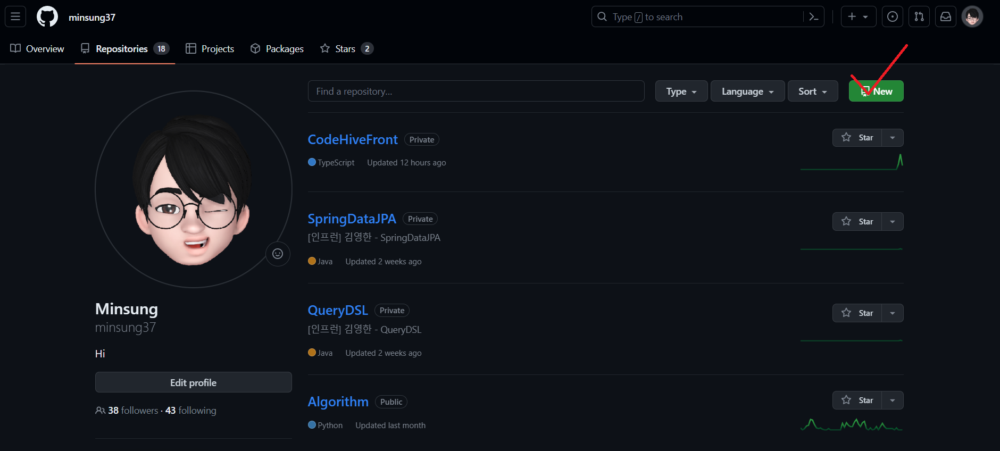 minsung37
Type / to search
Overview
Repositories 18
Projects
Packages
Stars 2
Find a repository...
Type
Language
Sort
New
CodeHiveFront Private
Star
TypeScript Updated 12 hours ago
SpringDataJPA Private
Star
[인프런] 김영한 - SpringDataJPA
Java Updated 2 weeks ago
QueryDSL Private
Star
[인프런] 김영한 - QueryDSL
Java Updated 2 weeks ago
Algorithm Public
Star
Python Updated last month
Minsung
minsung37
Hi
Edit profile
38 followers · 43 following